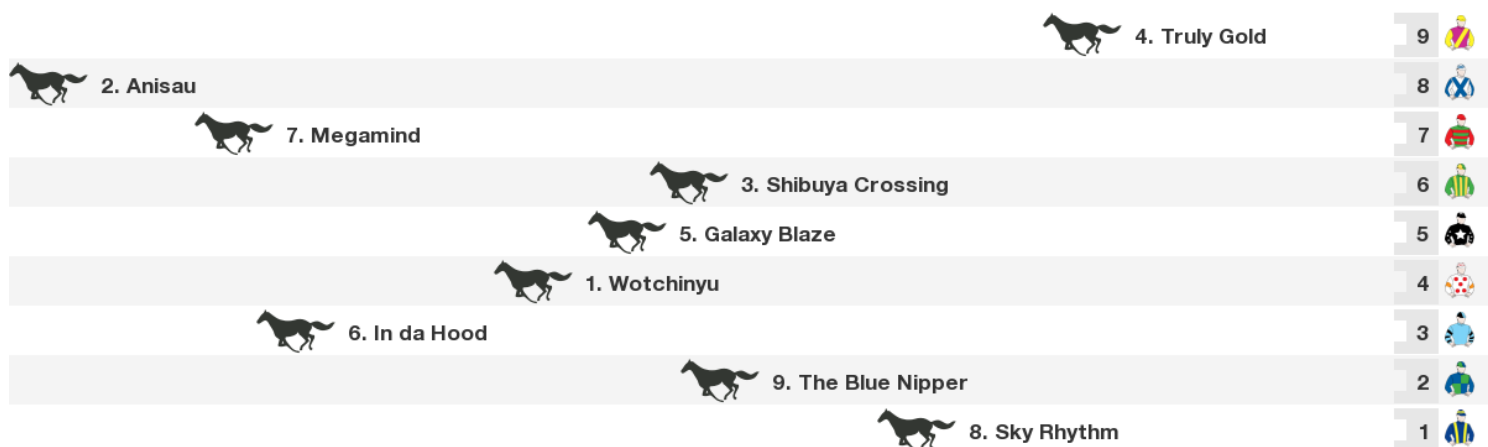 4. Truly Gold 9
2. Anisau 8
7. Megamind 7
3. Shibuya Crossing 6
5. Galaxy Blaze 5
1. Wotchinyu 4
6. In da Hood 3
9. The Blue Nipper 2
8. Sky Rhythm 1